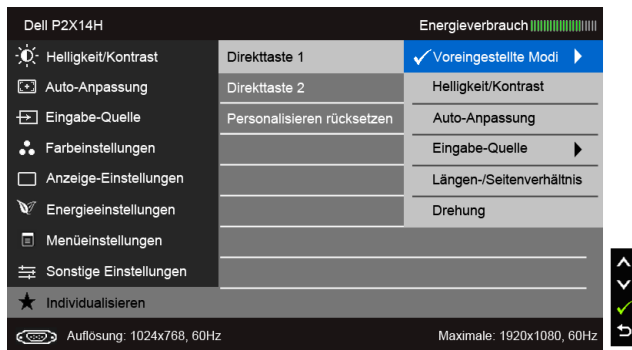 Dell P2X14H
Energieverbrauch
Helligkeit/Kontrast
Direkttaste 1
Voreingestellte Modi
Auto-Anpassung
Direkttaste 2
Helligkeit/Kontrast
Eingabe-Quelle
Personalisieren rücksetzen
Auto-Anpassung
Farbeinstellungen
Eingabe-Quelle
Anzeige-Einstellungen
Längen-/Seitenverhältnis
Energieeinstellungen
Drehung
Menüeinstellungen
Sonstige Einstellungen
Individualisieren
Auflösung: 1024x768, 60Hz
Maximale: 1920x1080, 60Hz